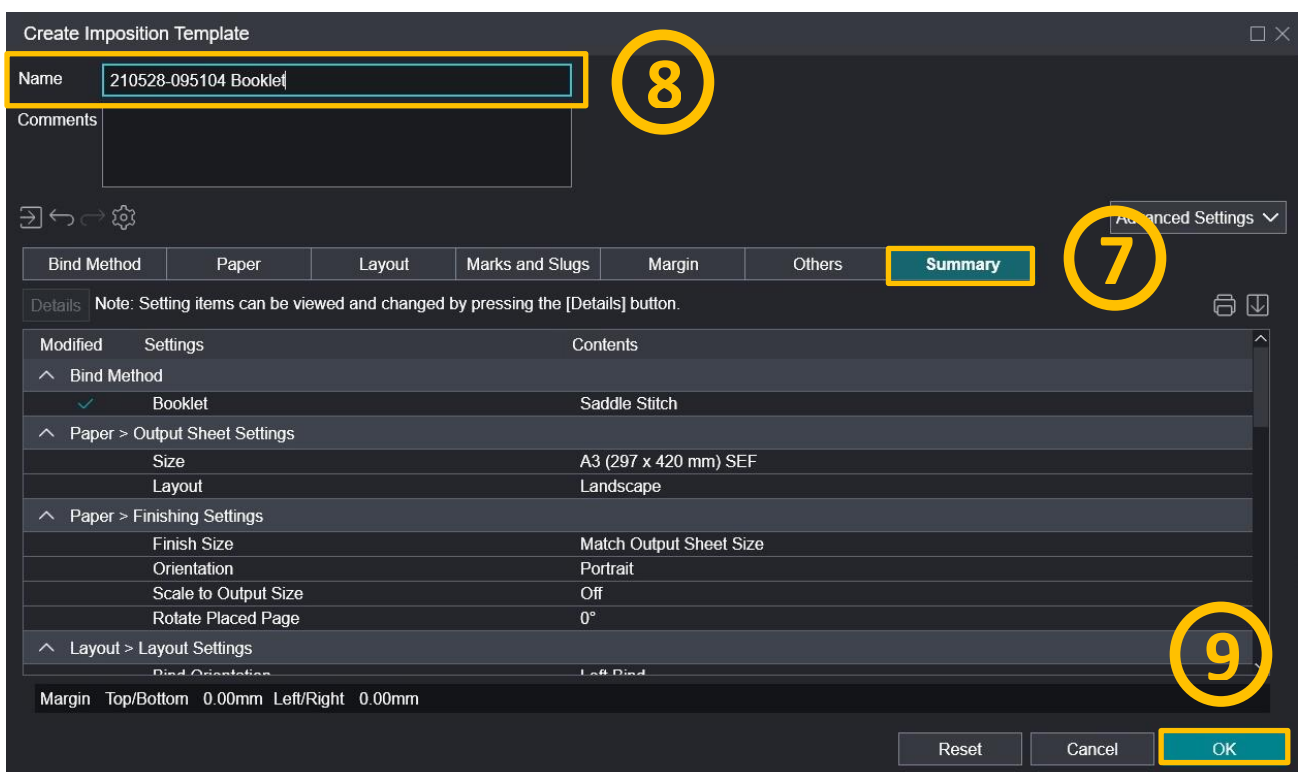 Create Imposition Template
Name 210528-095104 Booklet
8
Comments
Advanced Settings
7
Bind Method Paper Layout Marks and Slugs Margin Others Summary
Details Note: Setting items can be viewed and changed by pressing the [Details] button.
Modified Settings Contents
Bind Method
Booklet Saddle Stitch
Paper > Output Sheet Settings
Size A3 (297 x 420 mm) SEF
Layout Landscape
Paper > Finishing Settings
Finish Size Match Output Sheet Size
Orientation Portrait
Scale to Output Size Off
Rotate Placed Page 0°
Layout > Layout Settings
Bind Orientation Left Bind
9
Margin Top/Bottom 0.00mm Left/Right 0.00mm
Reset Cancel OK